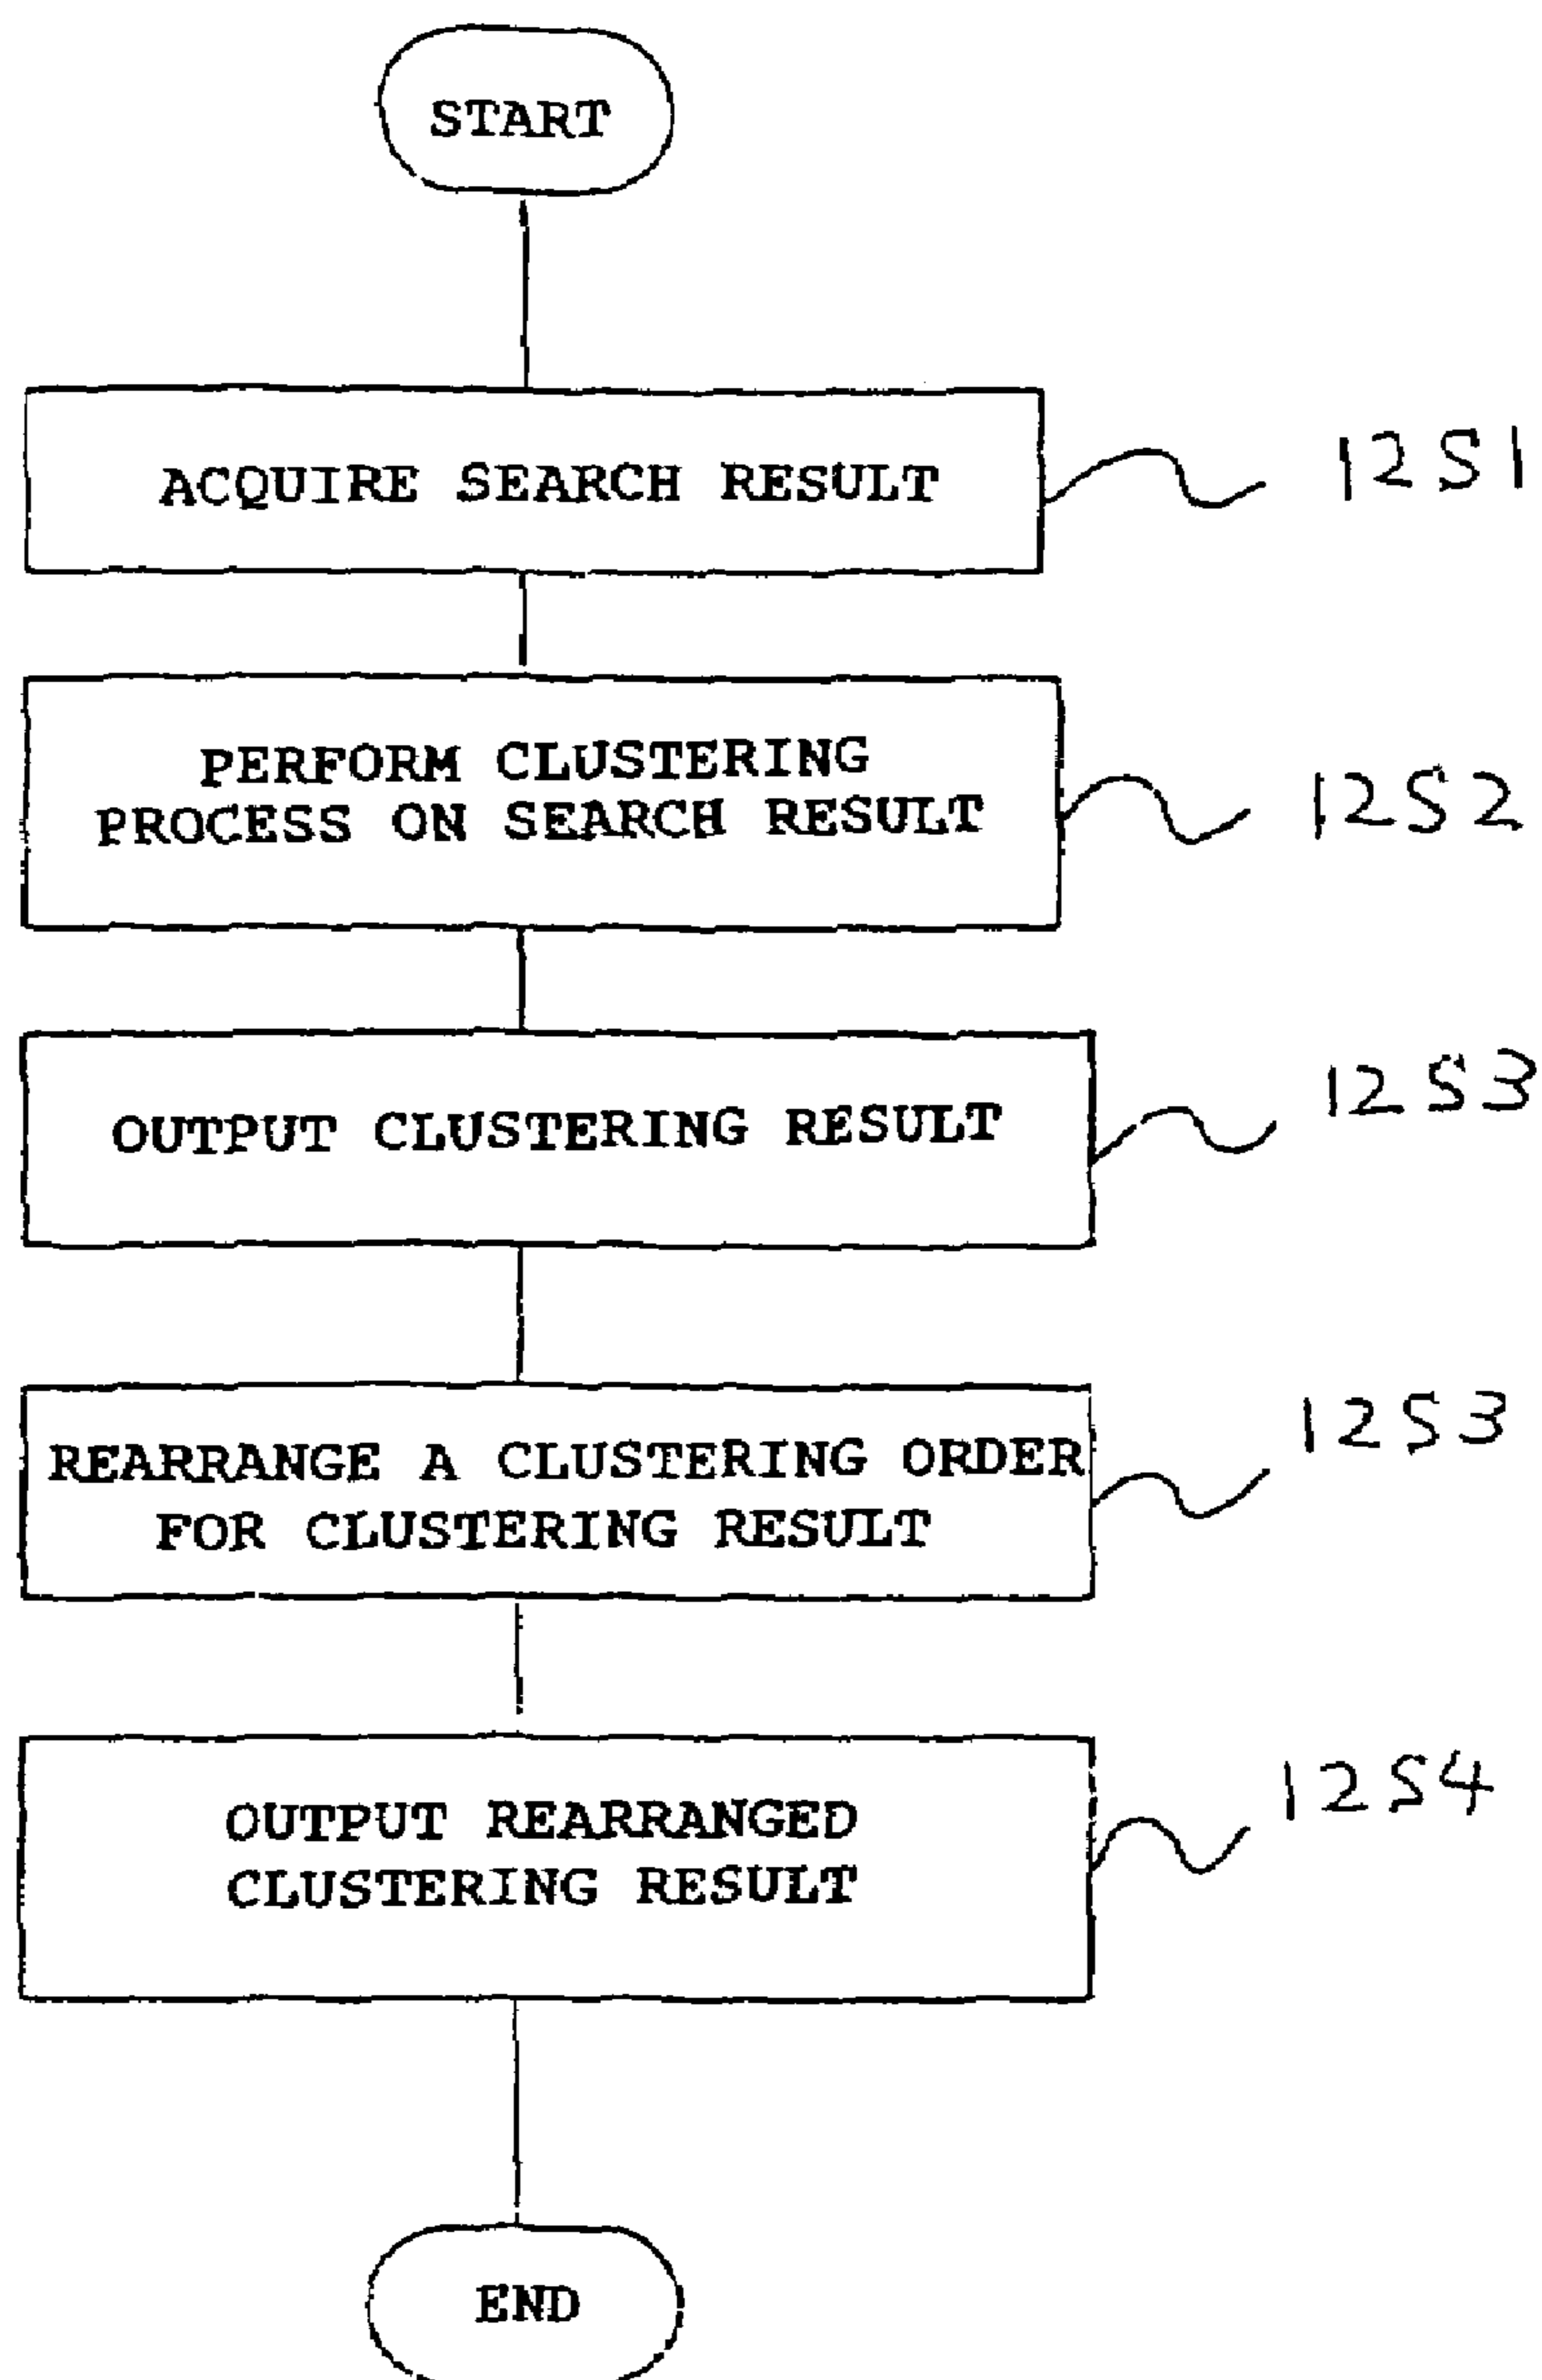 START
ACQUIRE SEARCH RESULT
12S1
PERFORM CLUSTERING
PROCESS ON SEARCH RESULT
12S2
OUTPUT CLUSTERING RESULT
12S3
REARRANGE A CLUSTERING ORDER
FOR CLUSTERING RESULT
12S3
OUTPUT REARRANGED
CLUSTERING RESULT
12S4
END